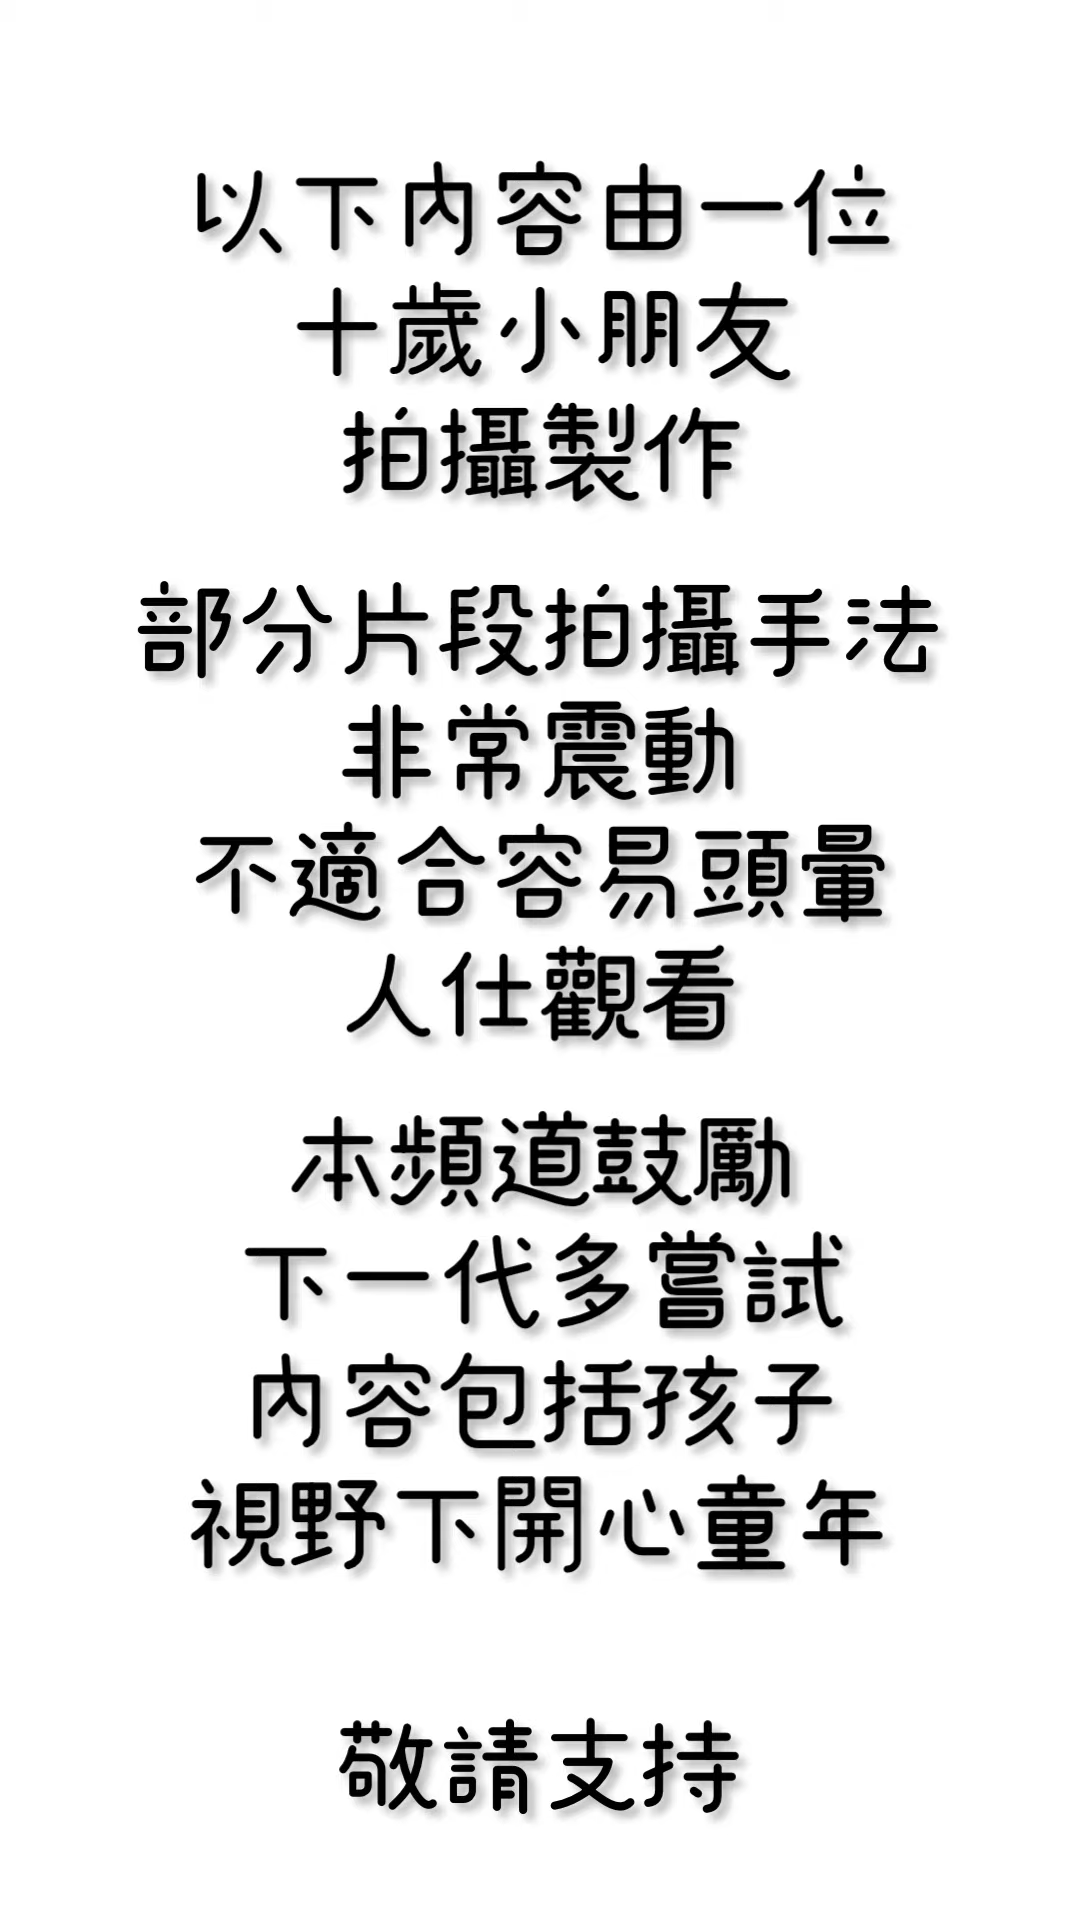 以下內容由一位
十歲小朋友
拍攝製作
部分片段拍攝手法
非常震動
不適合容易頭暈
人仕觀看
本頻道鼓勵
下一代多嘗試
內容包括孩子
視野下開心童年
敬請支持